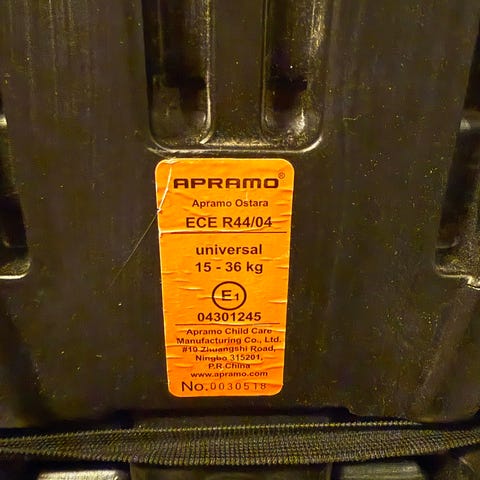 APRAMO®
Apramo Ostara
ECE R44/04
universal
15 - 36 kg
E1
04301245
Apramo Child Care
Manufacturing Co., Ltd.
#19 Zhuangshi Road,
Ningbo 315201,
P.R.China
www.apramo.com
No. 0030518